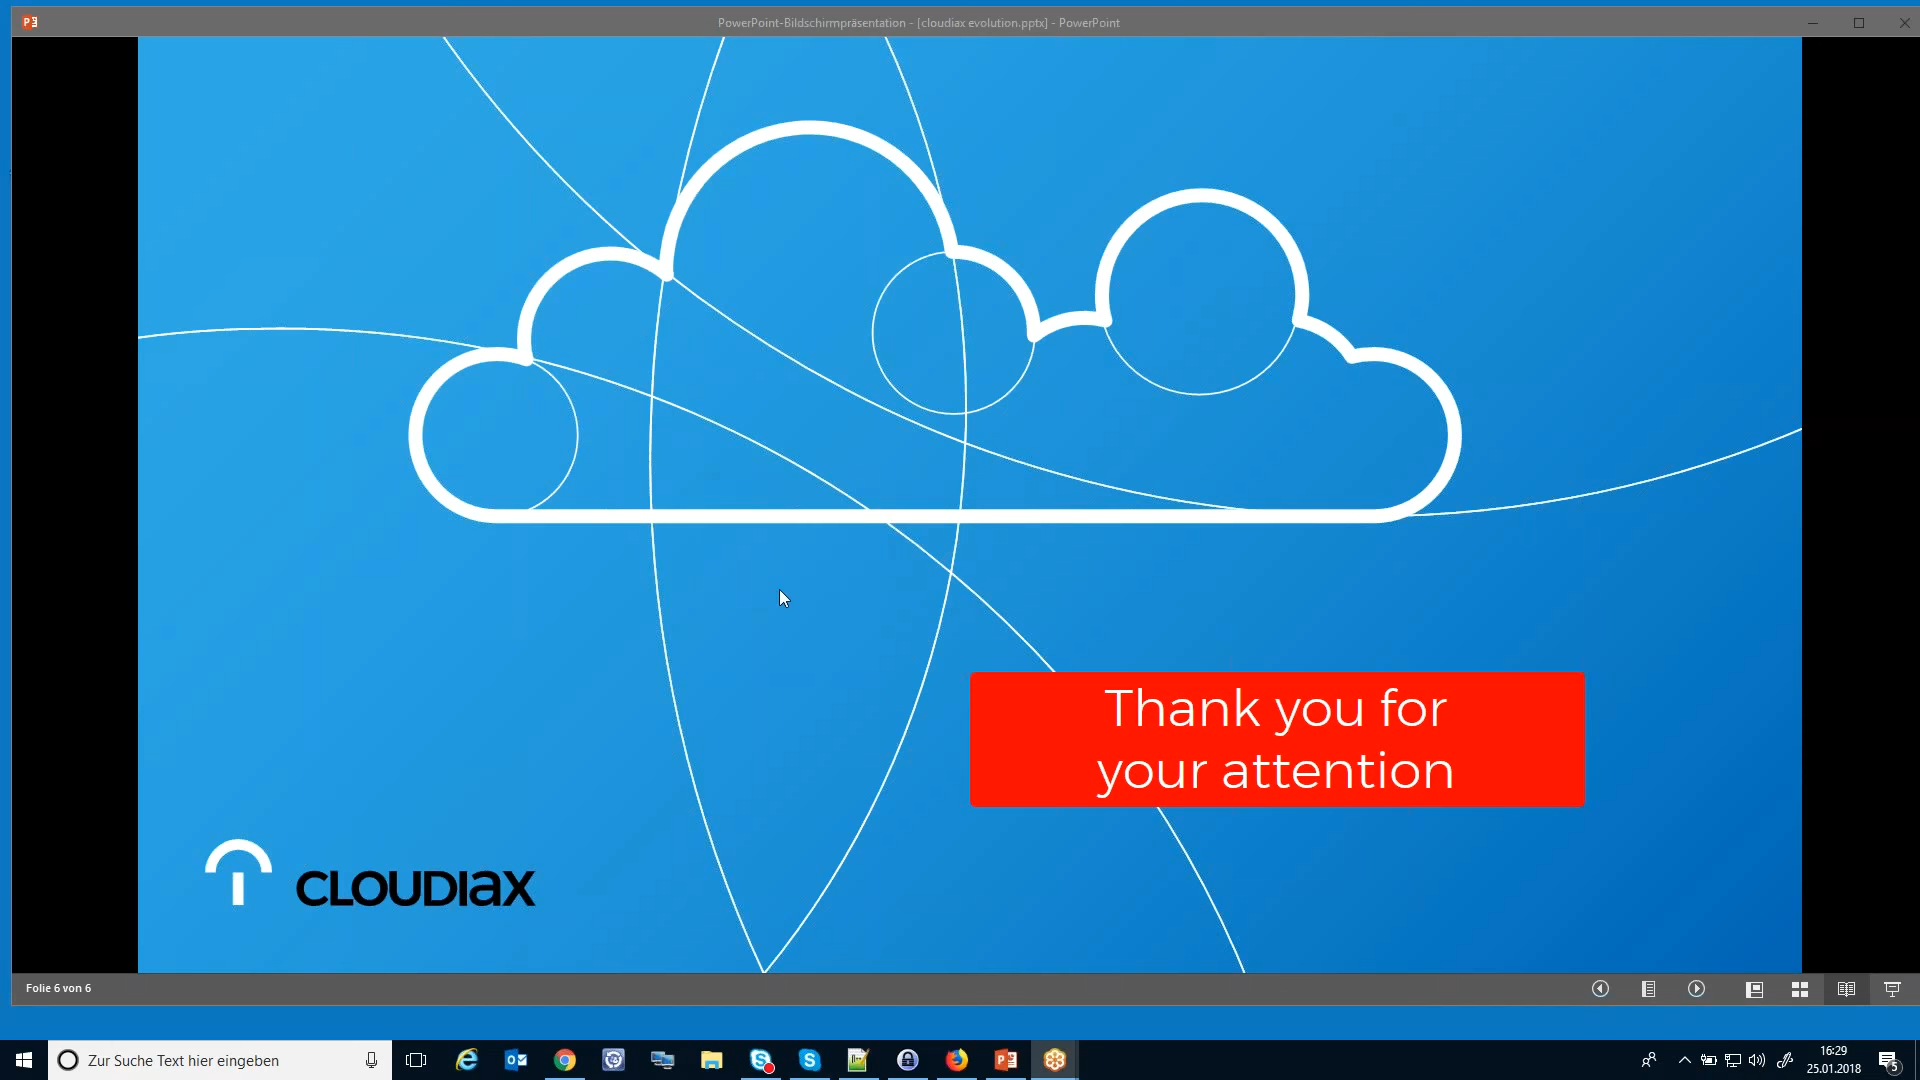 PowerPoint-Bildschirmpräsentation - [cloudiax evolution.pptx] - PowerPoint
Thank you for
your attention
CLOUDIAX
Folie 6 von 6
Zur Suche Text hier eingeben
16:29
25.01.2018
5